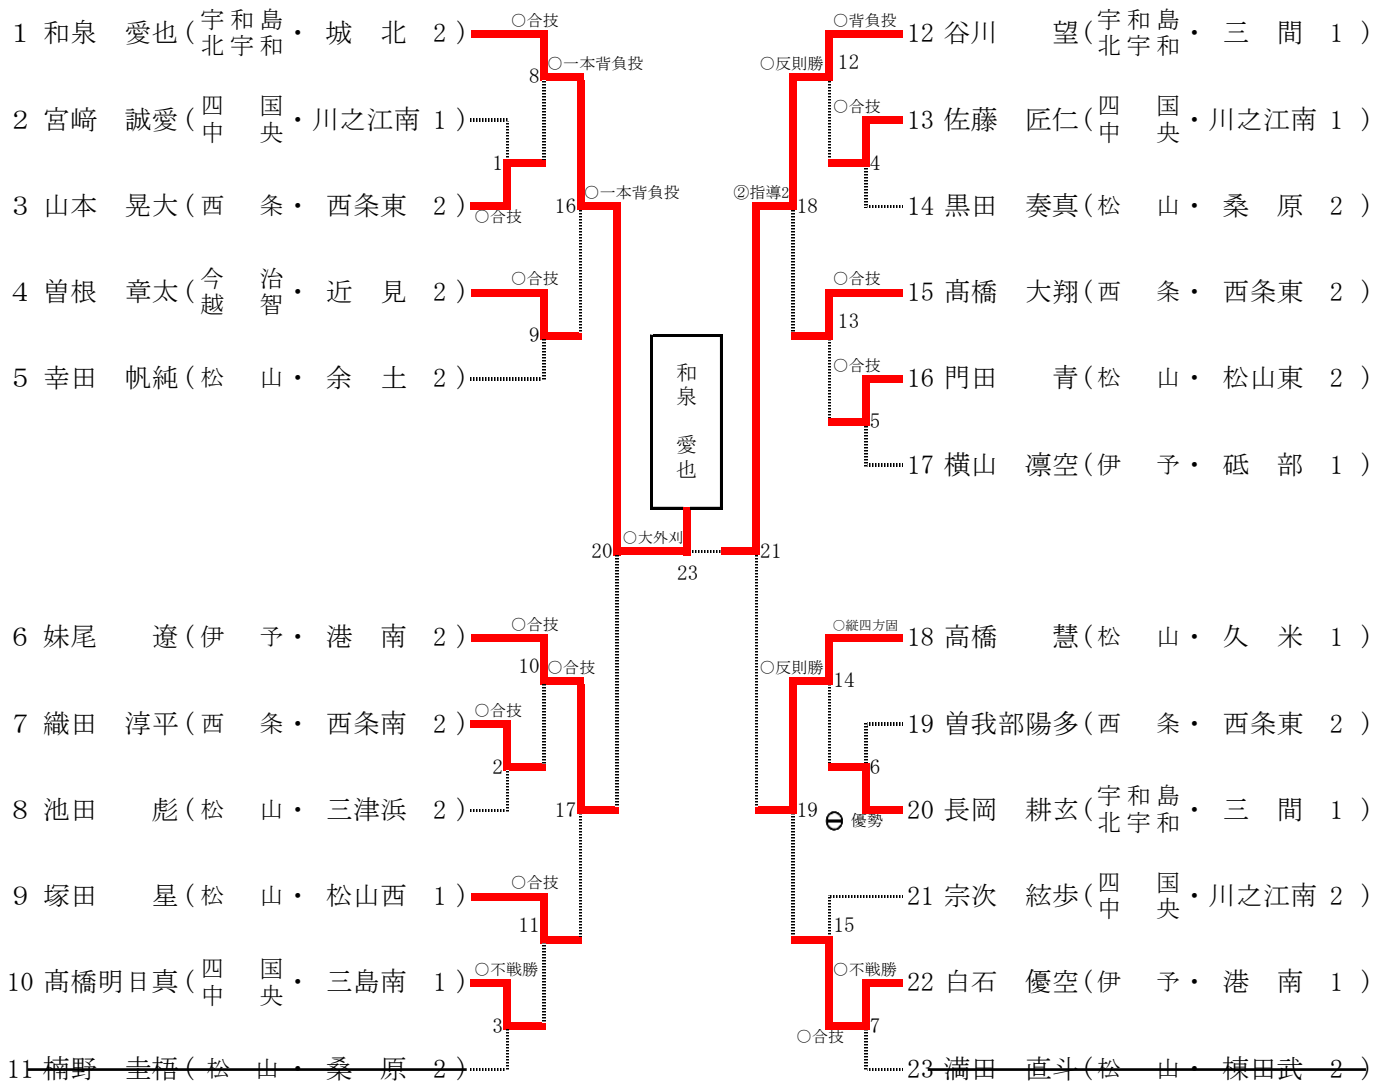 ○合技
1 和泉 愛也(宇和島北宇和・城北 2)
8 ○一本背負投
2 宮﨑 誠愛(四国中央・川之江南 1)
1
3 山本 晃大(西条・西条東 2)
○合技
16 ○一本背負投
○合技
4 曽根 章太(今治越智・近見 2)
9
5 幸田 帆純(松山・余土 2)
和泉 愛也
20 ○大外刈
23
○合技
6 妹尾 遼(伊予・港南 2)
10 ○合技
7 織田 淳平(西条・西条南 2)
○合技
2
8 池田 彪(松山・三津浜 2)
17
○合技
9 塚田 星(松山・松山西 1)
11
10 髙橋明日真(四国中央・三島南 1)
○不戦勝
3
11 楠野 圭梧(松山・桑原 2)
○背負投
12 谷川 望(宇和島北宇和・三間 1)
○反則勝 12
○合技
13 佐藤 匠仁(四国中央・川之江南 1)
4
14 黒田 奏真(松山・桑原 2)
②指導2 18
○合技
15 髙橋 大翔(西条・西条東 2)
13
○合技
16 門田 青(松山・松山東 2)
5
17 横山 凛空(伊予・砥部 1)
21
○縦四方固
18 高橋 慧(松山・久米 1)
○反則勝 14
19 曽我部陽多(西条・西条東 2)
6
20 長岡 耕玄(宇和島北宇和・三間 1)
19 ⊖ 優勢
21 宗次 絃歩(四国中央・川之江南 2)
15
○不戦勝
22 白石 優空(伊予・港南 1)
7
○合技
23 満田 直斗(松山・棟田武 2)